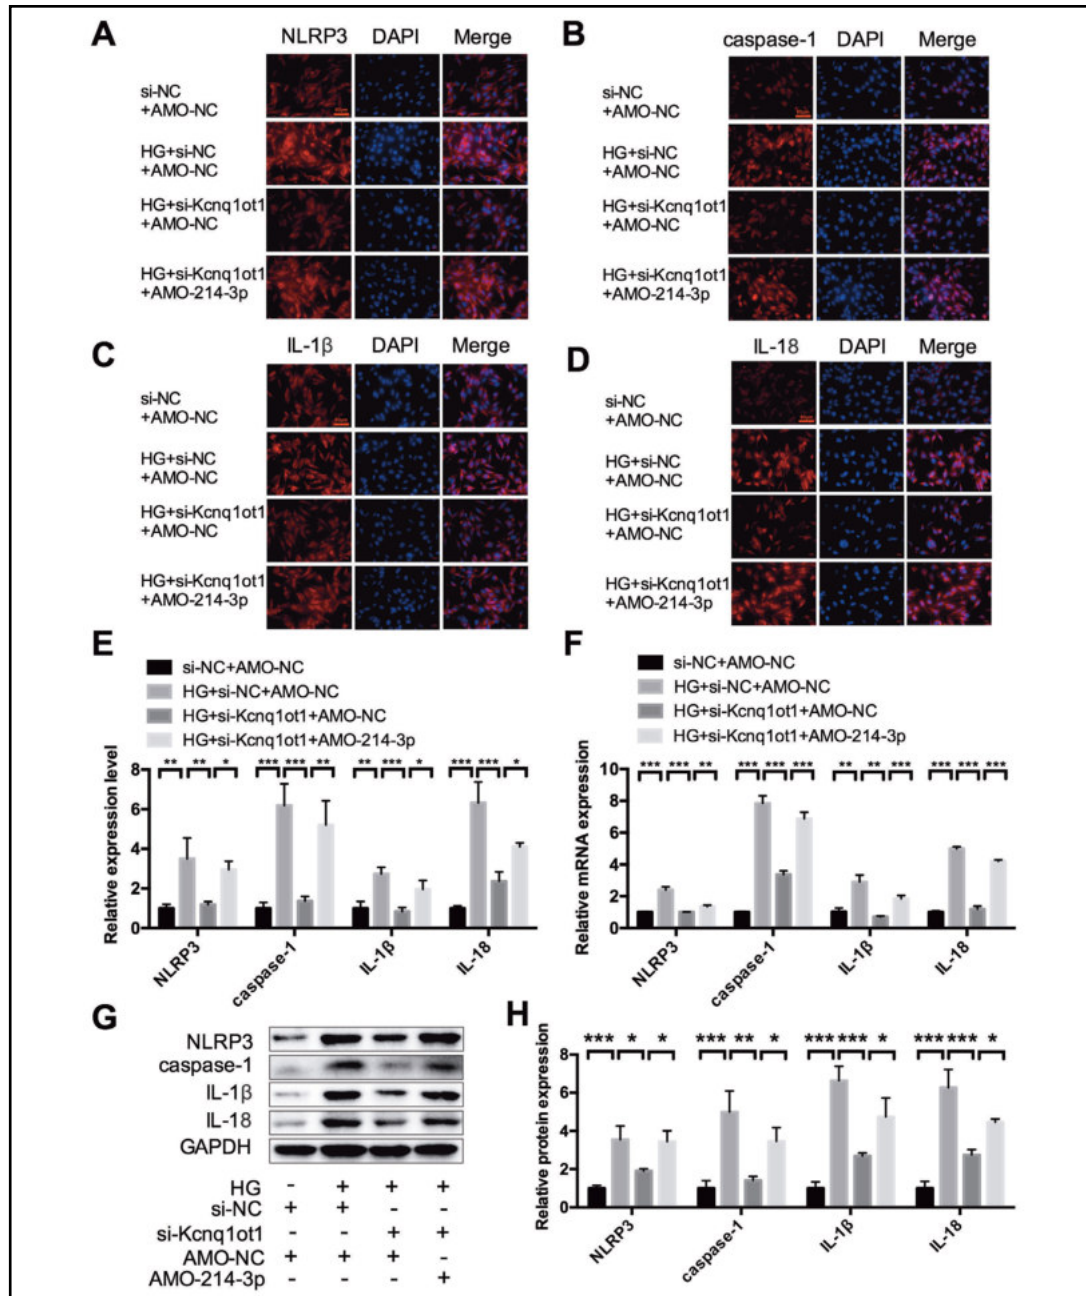 A
NLRP3 DAPI Merge
si-NC
+AMO-NC
HG+si-NC
+AMO-NC
HG+si-Kcnq1ot1
+AMO-NC
HG+si-Kcnq1ot1
+AMO-214-3p
B
caspase-1 DAPI Merge
si-NC
+AMO-NC
HG+si-NC
+AMO-NC
HG+si-Kcnq1ot1
+AMO-NC
HG+si-Kcnq1ot1
+AMO-214-3p
C
IL-1β DAPI Merge
si-NC
+AMO-NC
HG+si-NC
+AMO-NC
HG+si-Kcnq1ot1
+AMO-NC
HG+si-Kcnq1ot1
+AMO-214-3p
D
IL-18 DAPI Merge
si-NC
+AMO-NC
HG+si-NC
+AMO-NC
HG+si-Kcnq1ot1
+AMO-NC
HG+si-Kcnq1ot1
+AMO-214-3p
E
si-NC+AMO-NC
HG+si-NC+AMO-NC
HG+si-Kcnq1ot1+AMO-NC
HG+si-Kcnq1ot1+AMO-214-3p
Relative expression level
8
6
4
2
0
** ** * *** *** ** ** *** * *** *** *
NLRP3 caspase-1 IL-1β IL-18
F
si-NC+AMO-NC
HG+si-NC+AMO-NC
HG+si-Kcnq1ot1+AMO-NC
HG+si-Kcnq1ot1+AMO-214-3p
Relative mRNA expression
10
8
6
4
2
0
*** *** ** *** *** *** ** ** *** *** *** ***
NLRP3 caspase-1 IL-1β IL-18
G
NLRP3
caspase-1
IL-1β
IL-18
GAPDH
HG - + + +
si-NC + + - -
si-Kcnq1ot1 - - + +
AMO-NC + + + -
AMO-214-3p - - - +
H
Relative protein expression
8
6
4
2
0
*** * * *** ** * *** *** * *** *** *
NLRP3 caspase-1 IL-1β IL-18